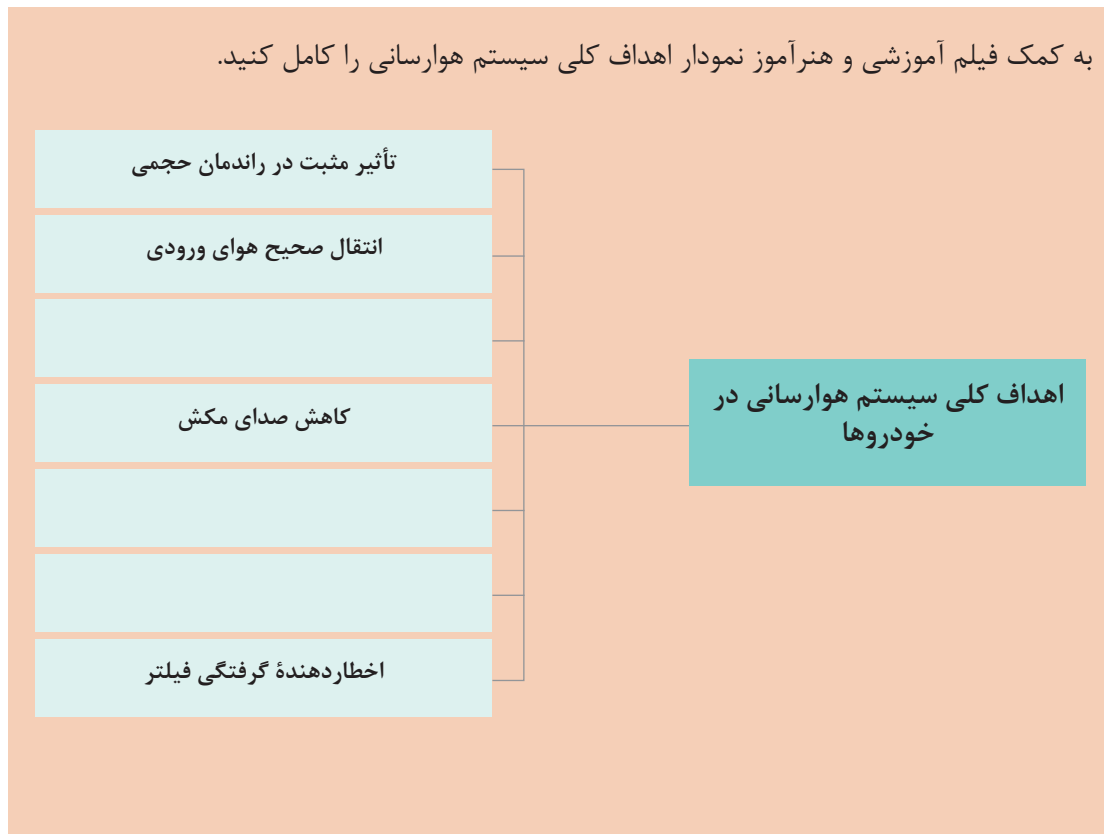 به کمک فیلم آموزشی و هنرآموز نمودار اهداف کلی سیستم هوارسانی را کامل کنید.
اهداف کلی سیستم هوارسانی در
خودروها
تأثیر مثبت در راندمان حجمی
انتقال صحیح هوای ورودی
کاهش صدای مکش
اخطاردهندهٔ گرفتگی فیلتر